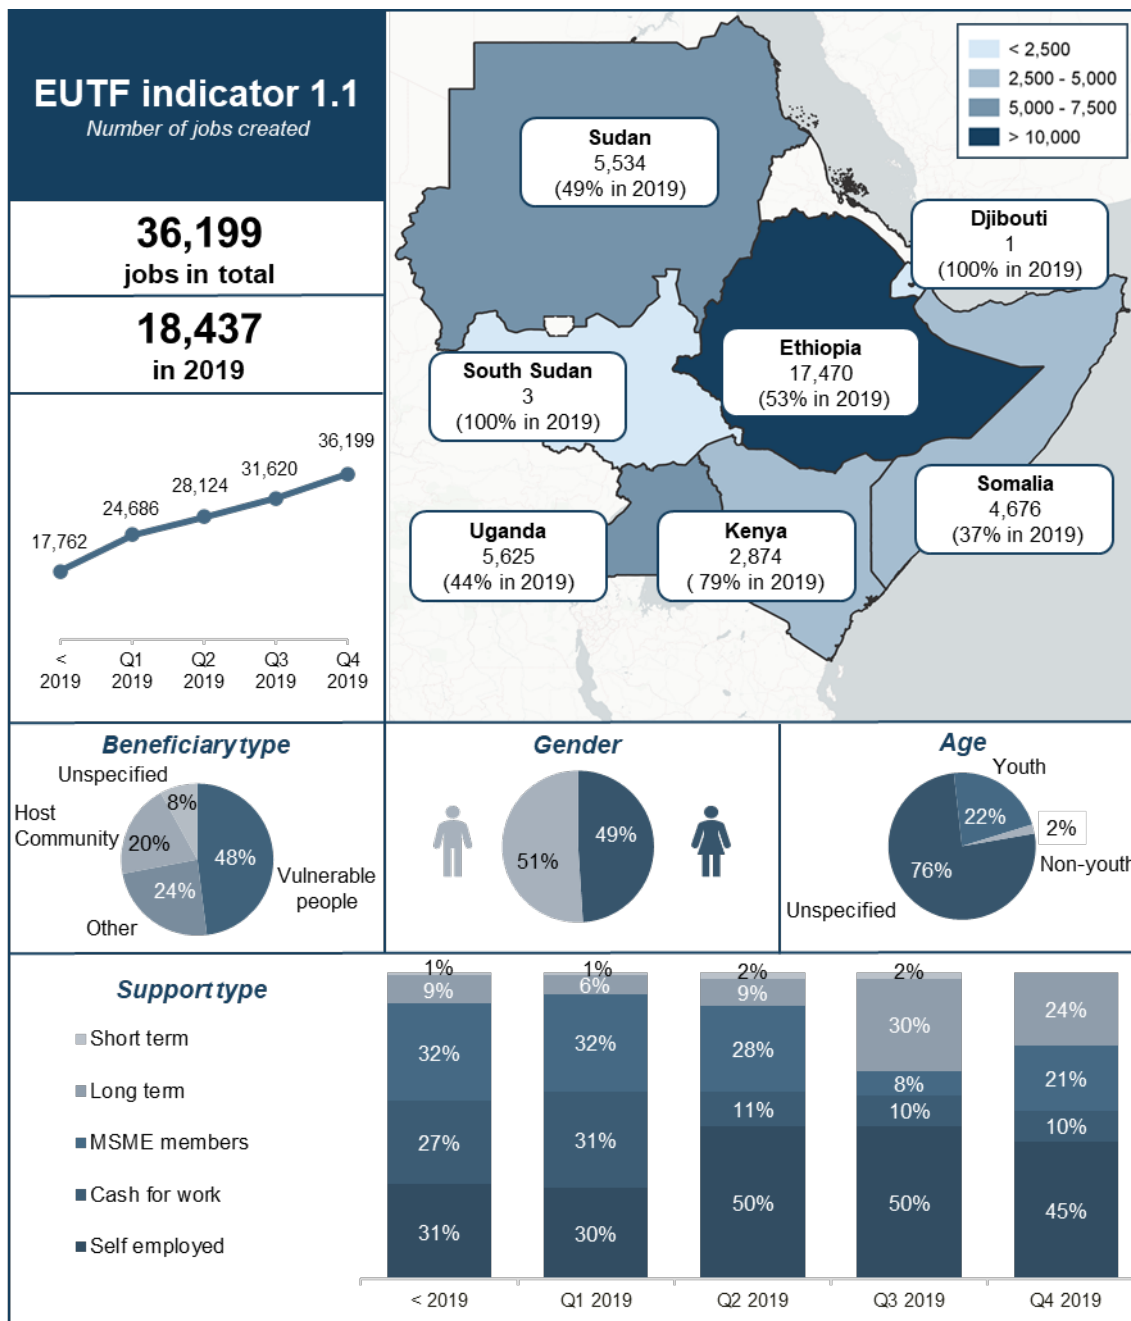 EUTF indicator 1.1
Number of jobs created
36,199
jobs in total
18,437
in 2019
17,762
24,686
28,124
31,620
36,199
<
2019
Q1
2019
Q2
2019
Q3
2019
Q4
2019
< 2,500
2,500 - 5,000
5,000 - 7,500
> 10,000
Sudan
5,534
(49% in 2019)
Djibouti
1
(100% in 2019)
Ethiopia
17,470
(53% in 2019)
South Sudan
3
(100% in 2019)
Somalia
4,676
(37% in 2019)
Uganda
5,625
(44% in 2019)
Kenya
2,874
( 79% in 2019)
Beneficiary type
Unspecified
8%
Host
Community
20%
48%
24%
Vulnerable
people
Other
Gender
49%
51%
Age
Youth
22%
2%
76%
Non-youth
Unspecified
Support type
Short term
Long term
MSME members
Cash for work
Self employed
1%
9%
32%
27%
31%
1%
6%
32%
31%
30%
2%
9%
28%
11%
50%
2%
30%
8%
10%
50%
24%
21%
10%
45%
< 2019
Q1 2019
Q2 2019
Q3 2019
Q4 2019